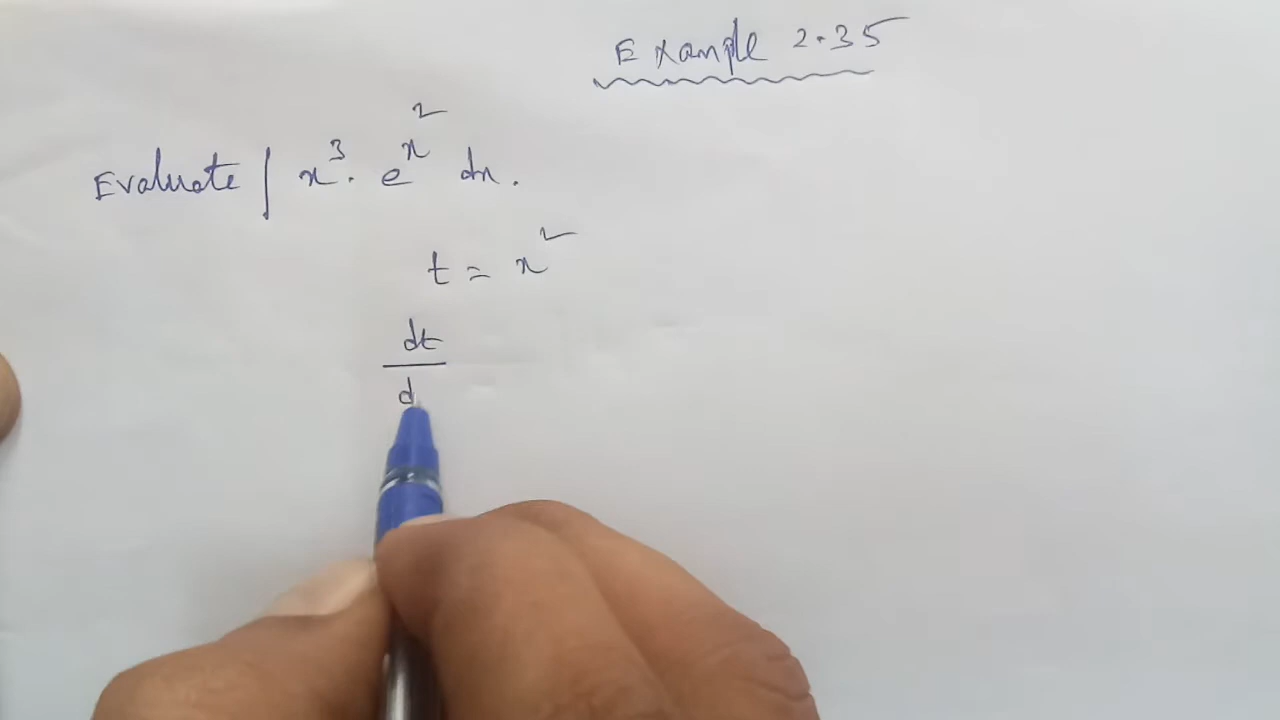 Example 2.35
Evaluate ∫ x³. e^x² dx.
t = x²
dt
d